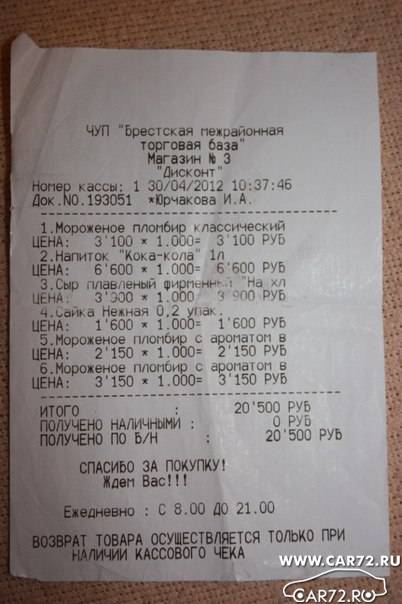 ЧУП "Брестская межрайонная
торговая база"
Магазин № 3
"Дисконт"
Номер кассы: 1 30/04/2012 10:37:46
Док.NO.193051 *Юрчакова И.А.
1.Мороженое пломбир классический
ЦЕНА: 3'100 * 1.000= 3'100 РУБ
2.Напиток "Кока-кола" 1л
ЦЕНА: 6'600 * 1.000= 6'600 РУБ
3.Сыр плавленый фирменный "На хл
ЦЕНА: 3'900 * 1.000= 3'900 РУБ
4.Сайка Нежная 0,2 упак.
ЦЕНА: 1'600 * 1.000= 1'600 РУБ
5.Мороженое пломбир с ароматом в
ЦЕНА: 2'150 * 1.000= 2'150 РУБ
6.Мороженое пломбир с ароматом в
ЦЕНА: 3'150 * 1.000= 3'150 РУБ
ИТОГО : 20'500 РУБ
ПОЛУЧЕНО НАЛИЧНЫМИ : 0 РУБ
ПОЛУЧЕНО ПО Б/Н : 20'500 РУБ
СПАСИБО ЗА ПОКУПКУ!
Ждем Вас!!!
Ежедневно : С 8.00 ДО 21.00
ВОЗВРАТ ТОВАРА ОСУЩЕСТВЛЯЕТСЯ ТОЛЬКО ПРИ
НАЛИЧИИ КАССОВОГО ЧЕКА
WWW.CAR72.RU
CAR72.RU